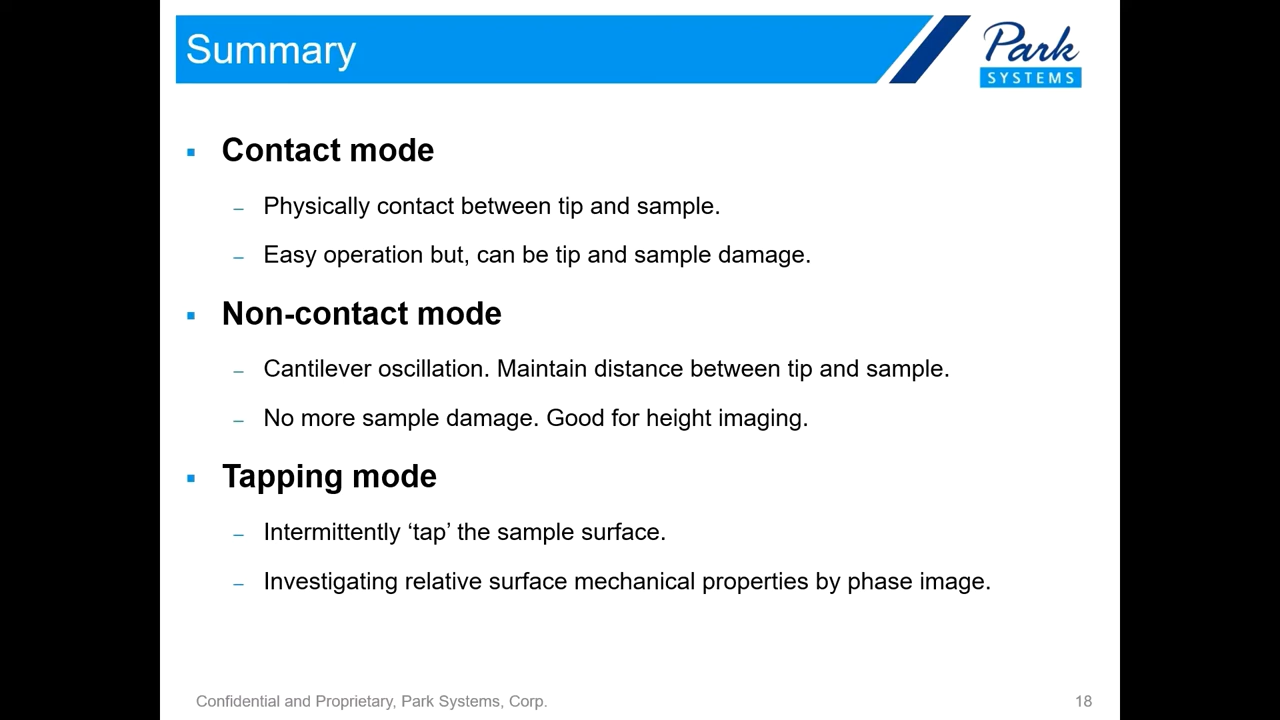 Summary
Park
SYSTEMS
▪ Contact mode
– Physically contact between tip and sample.
– Easy operation but, can be tip and sample damage.
▪ Non-contact mode
– Cantilever oscillation. Maintain distance between tip and sample.
– No more sample damage. Good for height imaging.
▪ Tapping mode
– Intermittently ‘tap’ the sample surface.
– Investigating relative surface mechanical properties by phase image.
Confidential and Proprietary, Park Systems, Corp.
18